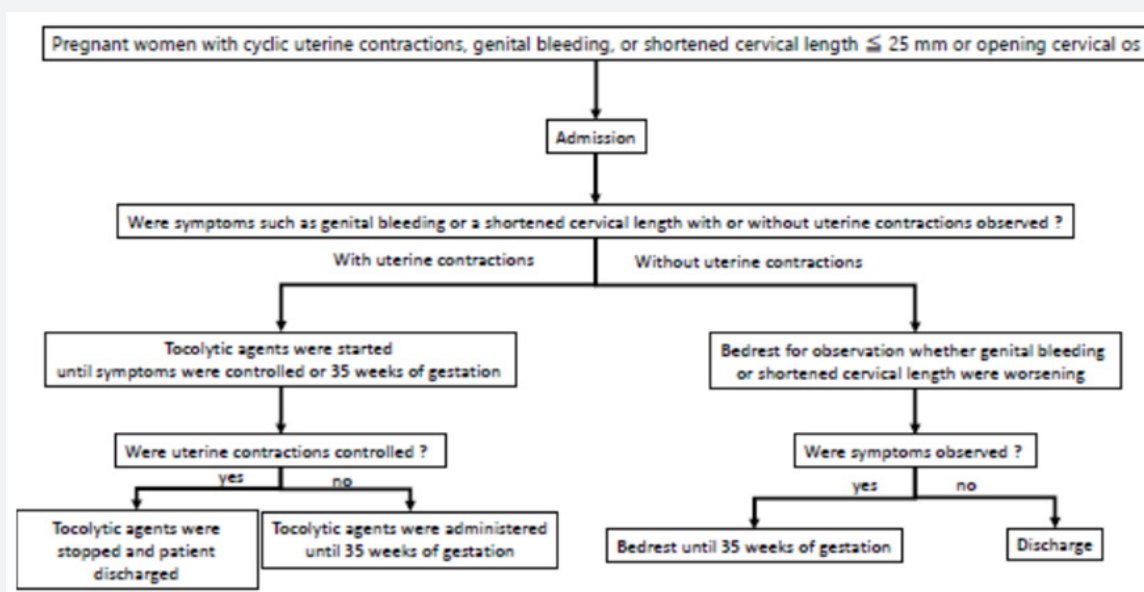 Pregnant women with cyclic uterine contractions, genital bleeding, or shortened cervical length ≦ 25 mm or opening cervical os
Admission
Were symptoms such as genital bleeding or a shortened cervical length with or without uterine contractions observed ?
With uterine contractions
Without uterine contractions
Tocolytic agents were started
until symptoms were controlled or 35 weeks of gestation
Bedrest for observation whether genital bleeding
or shortened cervical length were worsening
Were uterine contractions controlled ?
Were symptoms observed ?
yes
no
yes
no
Tocolytic agents were
stopped and patient
discharged
Tocolytic agents were administered
until 35 weeks of gestation
Bedrest until 35 weeks of gestation
Discharge